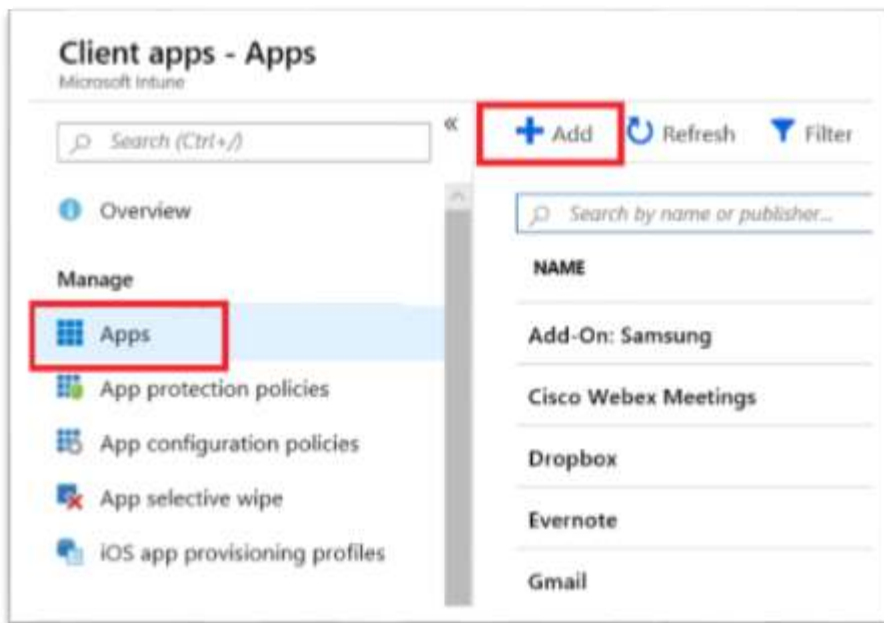 Client apps - Apps
Microsoft Intune
Search (Ctrl+/)
«
Overview
Manage
Apps
App protection policies
App configuration policies
App selective wipe
iOS app provisioning profiles
Add
Refresh
Filter
Search by name or publisher...
NAME
Add-On: Samsung
Cisco Webex Meetings
Dropbox
Evernote
Gmail